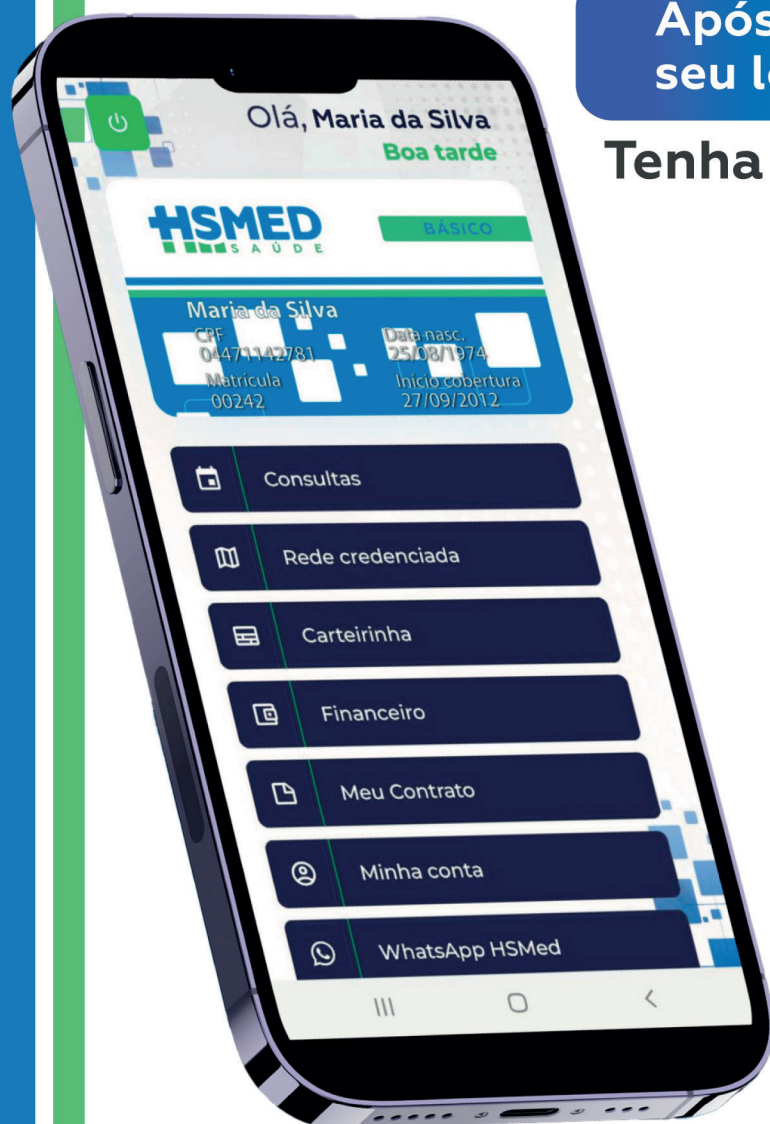 Após
seu l
Tenha
Olá, Maria da Silva
Boa tarde
HSMED
SAÚDE
BÁSICO
Maria da Silva
CPF
04471142781
Data nasc.
25/08/1974
Matrícula
00242
Início cobertura
27/09/2012
Consultas
Rede credenciada
Carteirinha
Financeiro
Meu Contrato
Minha conta
WhatsApp HSMed